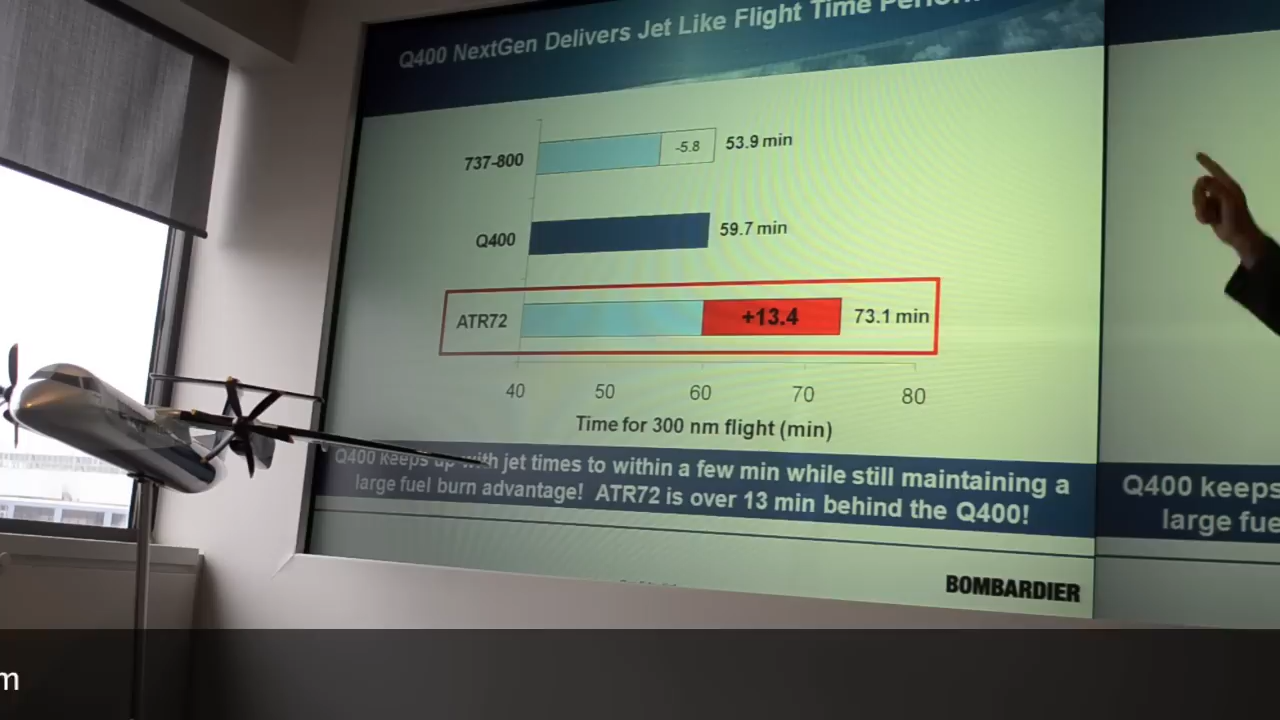 Q400 NextGen Delivers Jet Like Flight Time
737-800
-5.8
53.9 min
Q400
59.7 min
ATR72
+13.4
73.1 min
40 50 60 70 80
Time for 300 nm flight (min)
Q400 keeps up with jet times to within a few min while still maintaining a
large fuel burn advantage! ATR72 is over 13 min behind the Q400!
BOMBARDIER
Q400 keeps
large fue
m